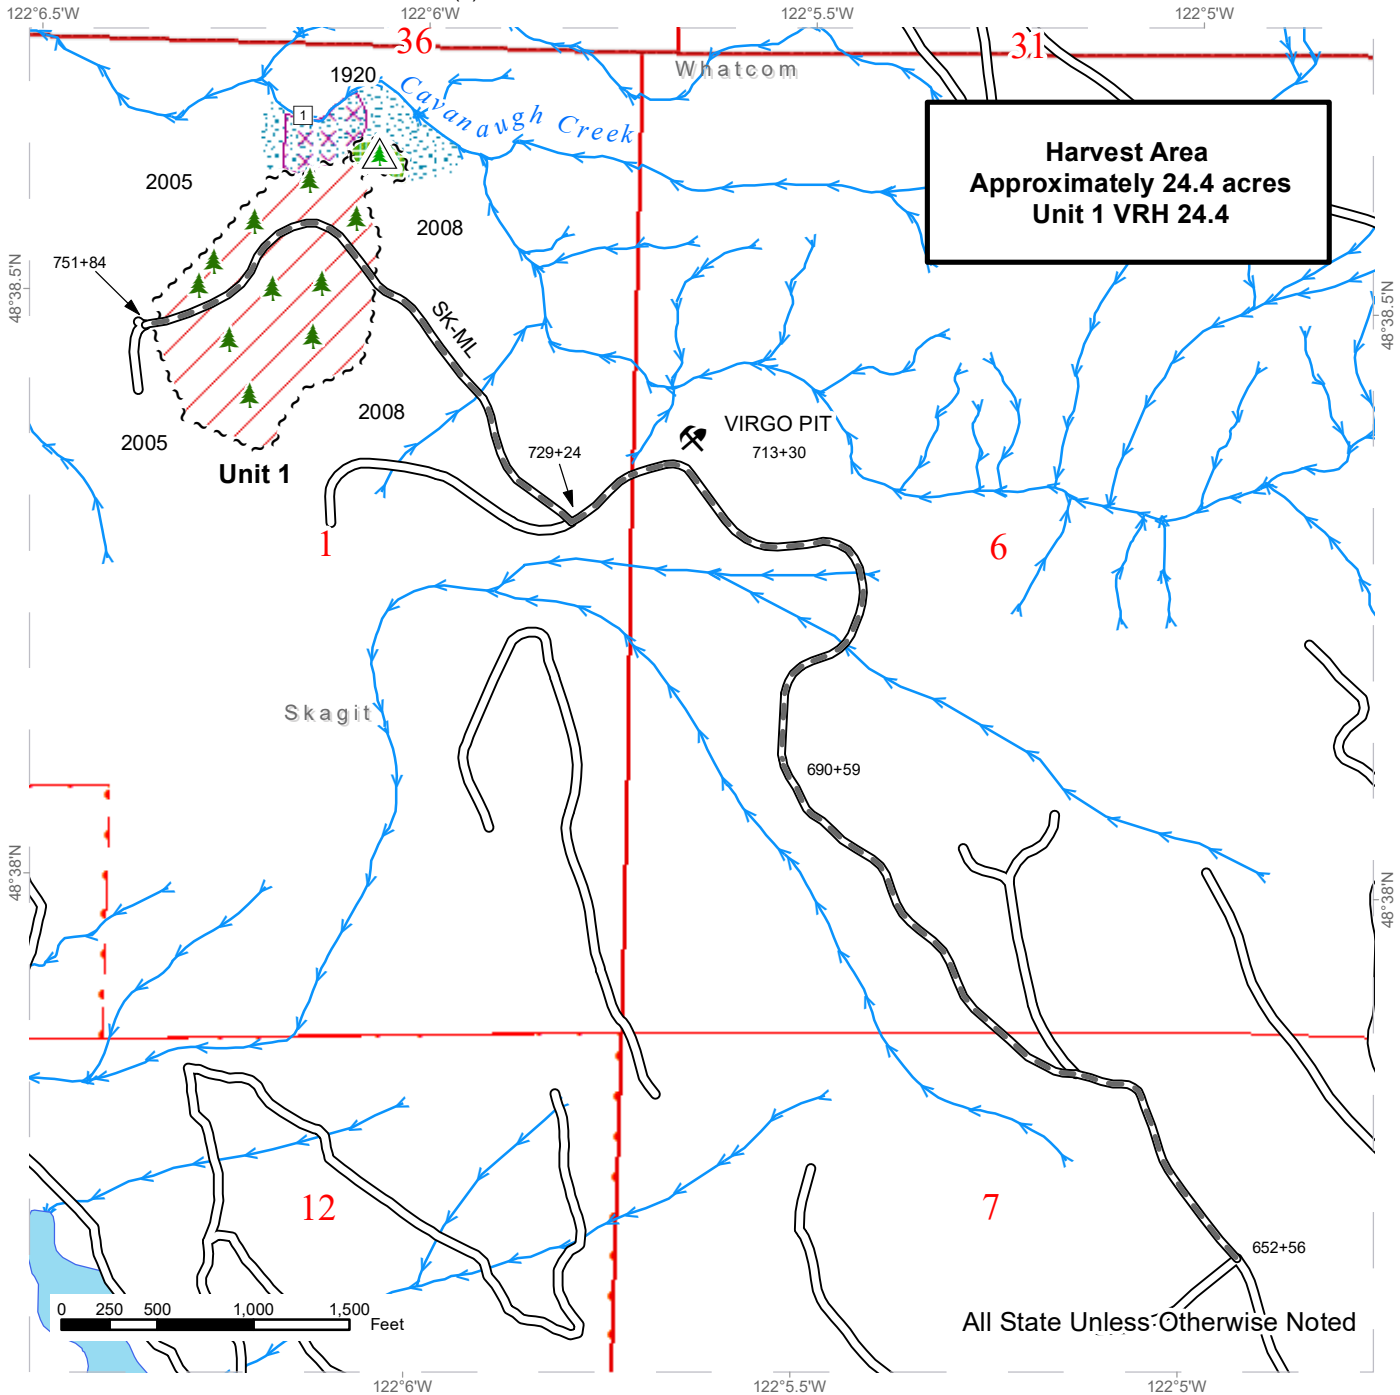 122°6.5'W
122°6'W
122°5.5'W
122°5'W
36
31
Whatcom
1920
Cavanaugh Creek
1
Harvest Area
Approximately 24.4 acres
Unit 1 VRH 24.4
2005
2008
751+84
48°38.5'N
48°38.5'N
SK-ML
2008
2005
Unit 1
VIRGO PIT
713+30
729+24
1
6
Skagit
690+59
48°38'N
48°38'N
12
7
652+56
0 250 500 1,000 1,500
Feet
All State Unless Otherwise Noted
122°6'W
122°5.5'W
122°5'W